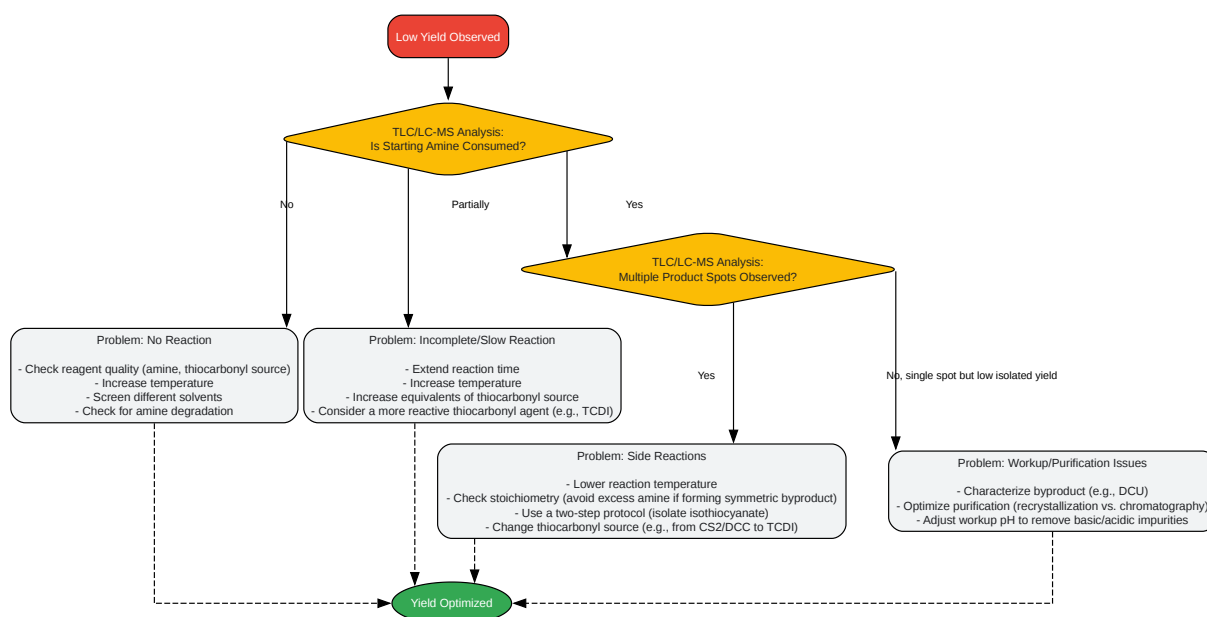 Low Yield Observed
TLC/LC-MS Analysis:
Is Starting Amine Consumed?
No
Partially
Yes
TLC/LC-MS Analysis:
Multiple Product Spots Observed?
Problem: No Reaction
- Check reagent quality (amine, thiocarbonyl source)
- Increase temperature
- Screen different solvents
- Check for amine degradation
Problem: Incomplete/Slow Reaction
- Extend reaction time
- Increase temperature
- Increase equivalents of thiocarbonyl source
- Consider a more reactive thiocarbonyl agent (e.g., TCDI)
Yes
No, single spot but low isolated yield
Problem: Side Reactions
- Lower reaction temperature
- Check stoichiometry (avoid excess amine if forming symmetric byproduct)
- Use a two-step protocol (isolate isothiocyanate)
- Change thiocarbonyl source (e.g., from CS2/DCC to TCDI)
Problem: Workup/Purification Issues
- Characterize byproduct (e.g., DCU)
- Optimize purification (recrystallization vs. chromatography)
- Adjust workup pH to remove basic/acidic impurities
Yield Optimized